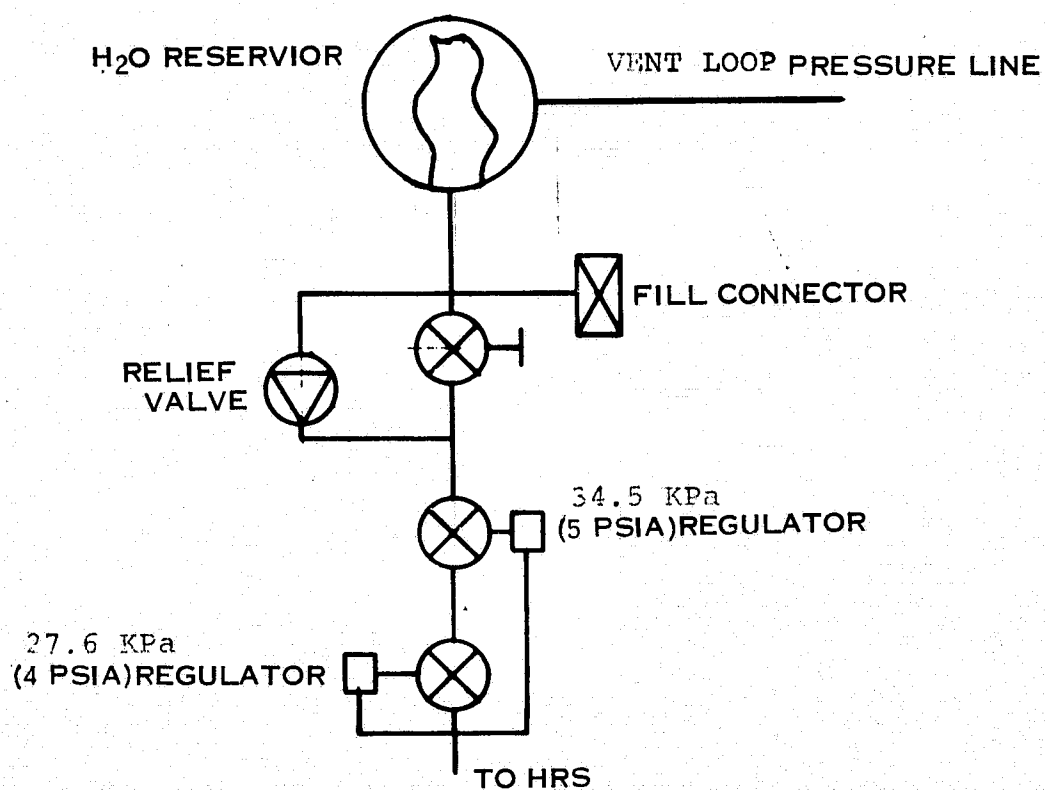 H2O RESERVIOR
VENT LOOP PRESSURE LINE
FILL CONNECTOR
RELIEF
VALVE
34.5 KPa
(5 PSIA)REGULATOR
27.6 KPa
(4 PSIA)REGULATOR
TO HRS